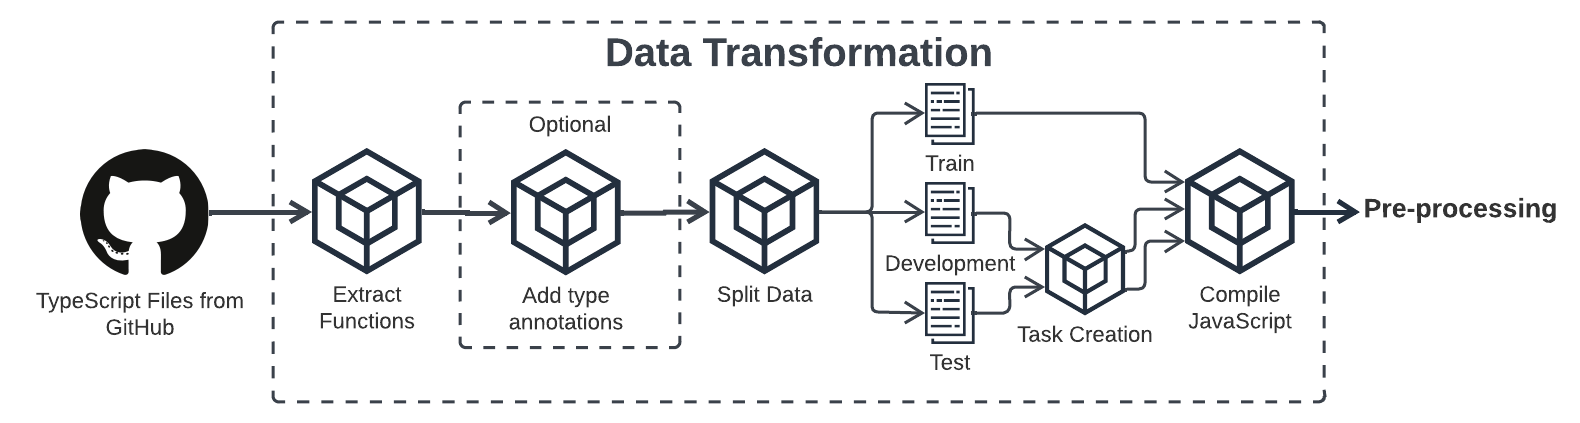 Data Transformation
TypeScript Files from
GitHub
Extract
Functions
Optional
Add type
annotations
Split Data
Train
Development
Test
Task Creation
Compile
JavaScript
Pre-processing